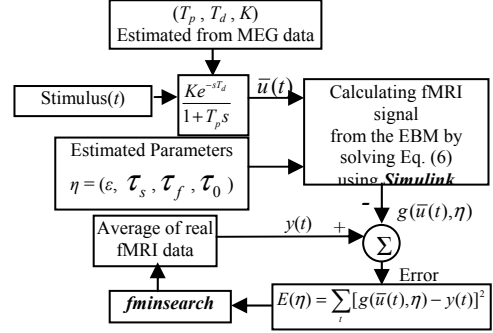 (T_p , T_d , K)
Estimated from MEG data
Stimulus(t)
Ke^{-sT_d}
1+T_p s
ū(t)
Calculating fMRI
signal
from the EBM by
solving Eq. (6)
using Simulink
Estimated Parameters
η = (ε, τ_s , τ_f , τ_0 )
− g(ū(t),η)
Average of real
fMRI data
y(t) +
Σ
Error
fminsearch
E(η) = ∑_t [g(ū(t),η) − y(t)]²